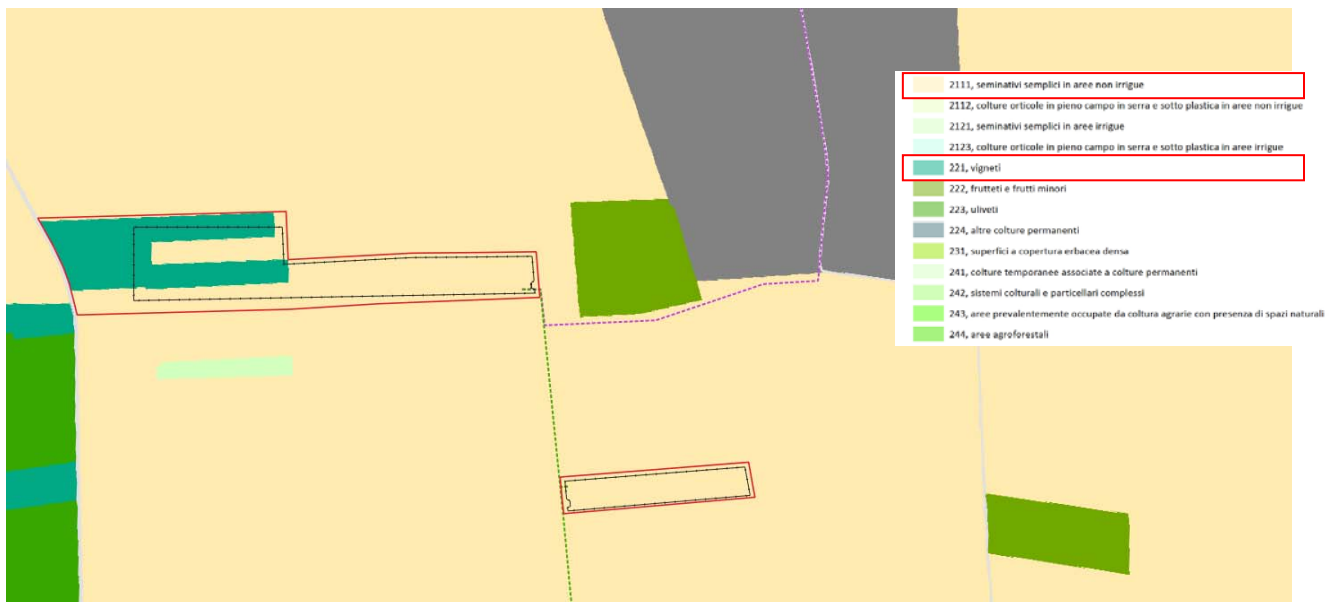 2111, seminativi semplici in aree non irrigue
2112, colture orticole in pieno campo in serra e sotto plastica in aree non irrigue
2121, seminativi semplici in aree irrigue
2123, colture orticole in pieno campo in serra e sotto plastica in aree irrigue
221, vigneti
222, frutteti e frutti minori
223, uliveti
224, altre colture permanenti
231, superfici a copertura erbacea densa
241, colture temporanee associate a colture permanenti
242, sistemi colturali e particellari complessi
243, aree prevalentemente occupate da coltura agrarie con presenza di spazi naturali
244, aree agroforestali